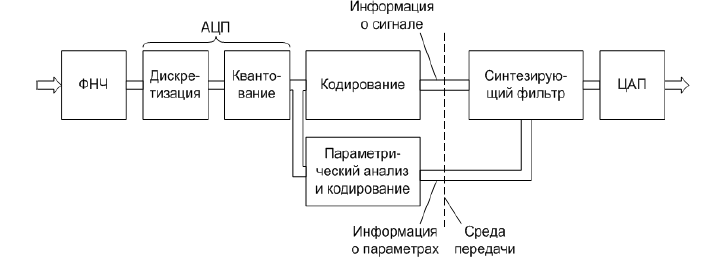 АЦП
Информация
о сигнале
ФНЧ
Дискре-
тизация
Кванто-
вание
Кодирование
Синтезирую-
щий фильтр
ЦАП
Параметри-
ческий анализ
и кодирование
Информация
о параметрах
Среда
передачи